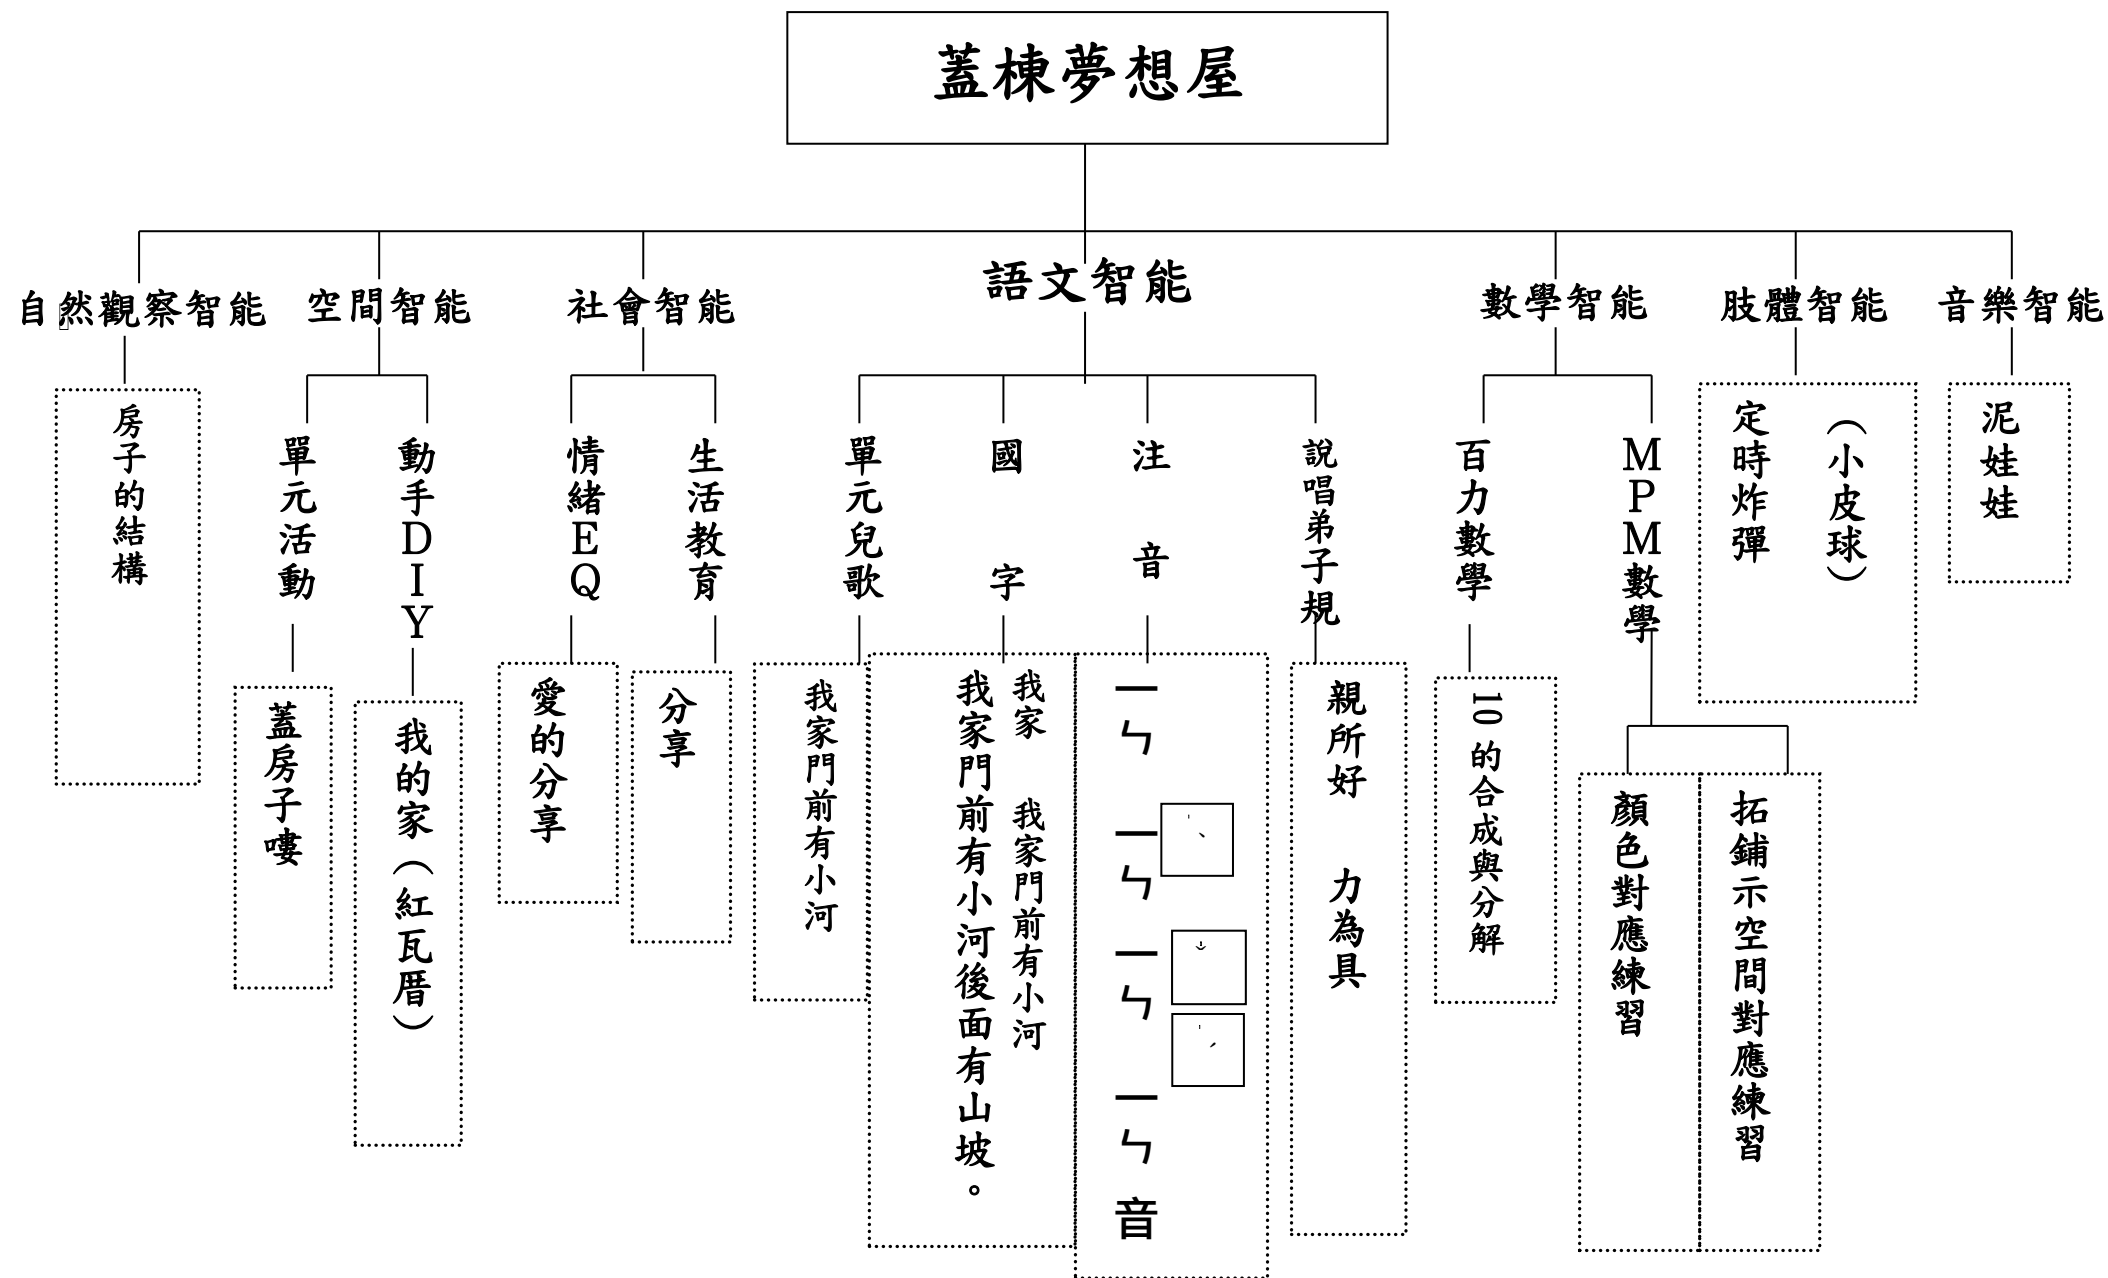 蓋棟夢想屋
自然觀察智能
空間智能
社會智能
語文智能
數學智能
肢體智能
音樂智能
房子的結構
單元活動
動手DIY
情緒EQ
生活教育
單元兒歌
國字
注音
說唱弟子規
百力數學
MPM數學
定時炸彈
（小皮球）
泥娃娃
蓋房子嘍
我的家（紅瓦厝）
愛的分享
分享
我家門前有小河
我家 我家門前有小河
我家門前有小河後面有山坡。
ㄧㄣ ㄧㄣˋ ㄧㄣˇ ㄧㄣˊ 音
親所好 力為具
10的合成與分解
顏色對應練習
拓鋪示空間對應練習